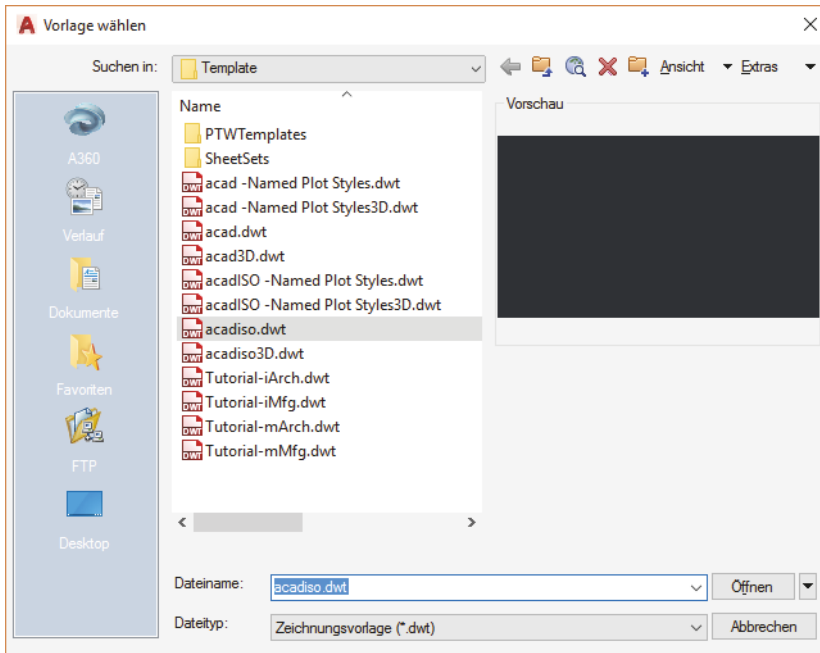 Vorlage wählen
Suchen in: Template Ansicht Extras
A360
Verlauf
Dokumente
Favoriten
FTP
Desktop
Name
PTWTemplates
SheetSets
acad -Named Plot Styles.dwt
acad -Named Plot Styles3D.dwt
acad.dwt
acad3D.dwt
acadISO -Named Plot Styles.dwt
acadISO -Named Plot Styles3D.dwt
acadiso.dwt
acadiso3D.dwt
Tutorial-iArch.dwt
Tutorial-iMfg.dwt
Tutorial-mArch.dwt
Tutorial-mMfg.dwt
Vorschau
Dateiname: acadiso.dwt Öffnen
Dateityp: Zeichnungsvorlage (*.dwt) Abbrechen